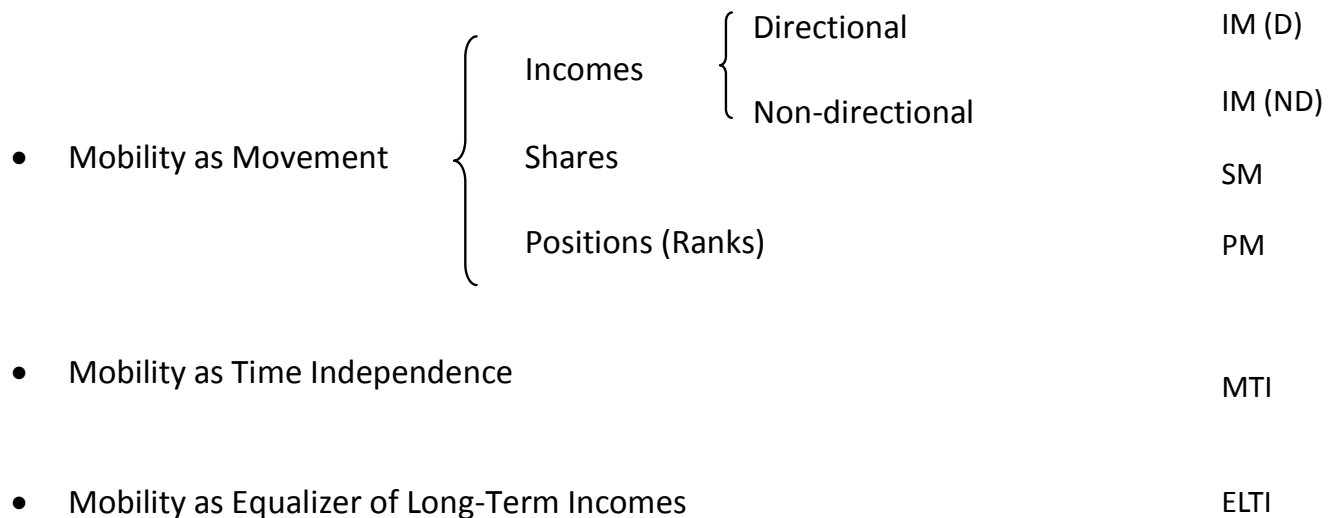 Directional IM (D)
Incomes
Non-directional IM (ND)
• Mobility as Movement Shares SM
Positions (Ranks) PM
• Mobility as Time Independence MTI
• Mobility as Equalizer of Long-Term Incomes ELTI